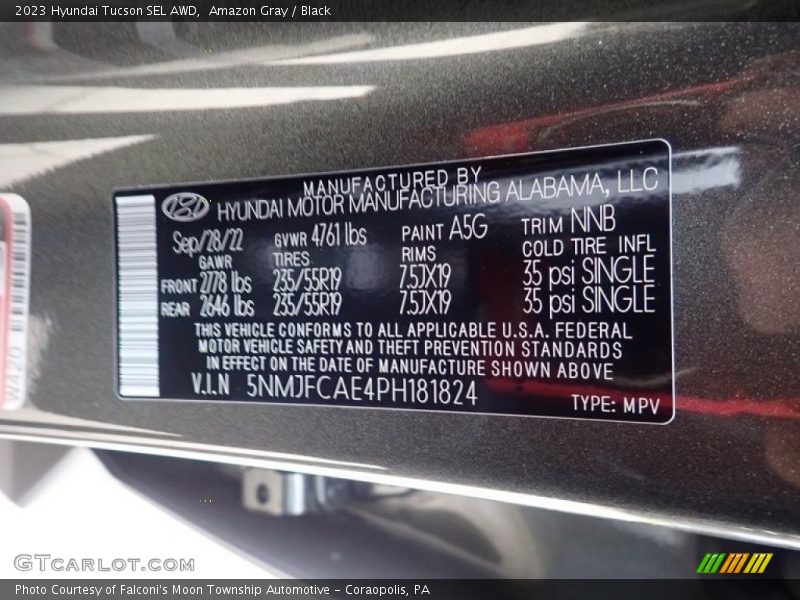 2023 Hyundai Tucson SEL AWD,  Amazon Gray / Black
MANUFACTURED BY
HYUNDAI MOTOR MANUFACTURING ALABAMA, LLC
Sep/28/22 GVWR 4761 lbs PAINT A5G TRIM NNB
GAWR TIRES RIMS COLD TIRE INFL
FRONT 2778 lbs 235/55R19 7.5JX19 35 psi SINGLE
REAR 2646 lbs 235/55R19 7.5JX19 35 psi SINGLE
THIS VEHICLE CONFORMS TO ALL APPLICABLE U.S.A. FEDERAL
MOTOR VEHICLE SAFETY AND THEFT PREVENTION STANDARDS
IN EFFECT ON THE DATE OF MANUFACTURE SHOWN ABOVE
V.I.N 5NMJFCAE4PH181824
TYPE: MPV
W420
GTCARLOT.COM
Photo Courtesy of Falconi's Moon Township Automotive - Coraopolis, PA